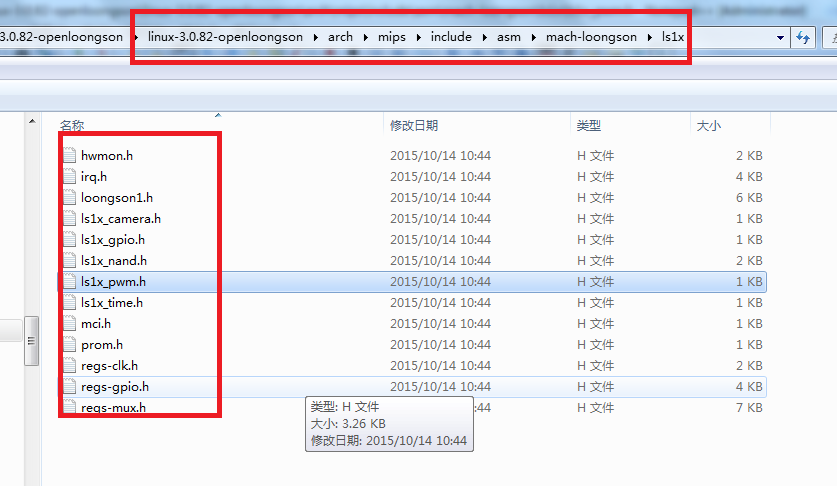 3.0.82-openloongson linux-3.0.82-openloongson arch mips include asm mach-loongson ls1x
名称 修改日期 类型 大小
hwmon.h 2015/10/14 10:44 H 文件 2 KB
irq.h 2015/10/14 10:44 H 文件 4 KB
loongson1.h 2015/10/14 10:44 H 文件 6 KB
ls1x_camera.h 2015/10/14 10:44 H 文件 1 KB
ls1x_gpio.h 2015/10/14 10:44 H 文件 1 KB
ls1x_nand.h 2015/10/14 10:44 H 文件 2 KB
ls1x_pwm.h 2015/10/14 10:44 H 文件 1 KB
ls1x_time.h 2015/10/14 10:44 H 文件 1 KB
mci.h 2015/10/14 10:44 H 文件 1 KB
prom.h 2015/10/14 10:44 H 文件 1 KB
regs-clk.h 2015/10/14 10:44 H 文件 2 KB
regs-gpio.h 2015/10/14 10:44 H 文件 4 KB
regs-mux.h :44 H 文件 7 KB
类型: H 文件
大小: 3.26 KB
修改日期: 2015/10/14 10:44